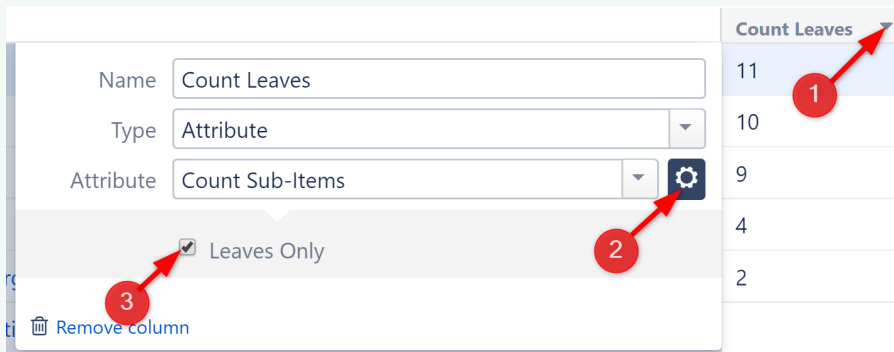 Count Leaves
Name Count Leaves
11
1
Type Attribute
10
Attribute Count Sub-Items
9
2
4
Leaves Only
3
2
Remove column